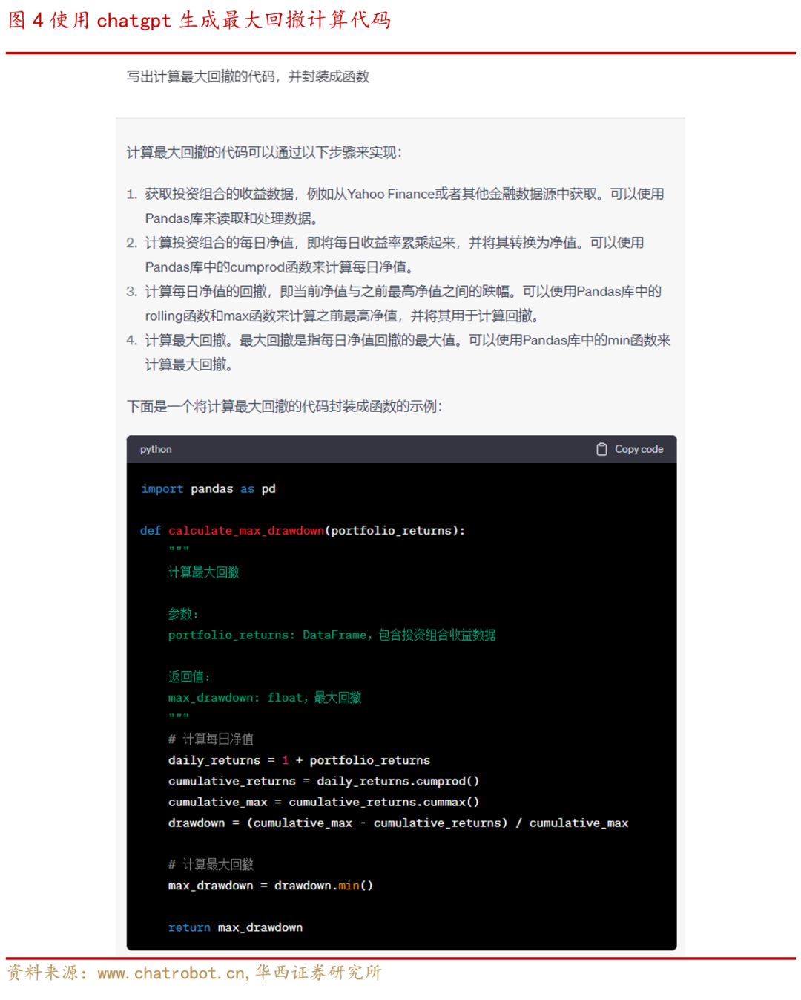 图 4 使用 chatgpt 生成最大回撤计算代码
写出计算最大回撤的代码，并封装成函数
计算最大回撤的代码可以通过以下步骤来实现：
1. 获取投资组合的收益数据，例如从Yahoo Finance或者其他金融数据源中获取。可以使用
Pandas库来读取和处理数据。
2. 计算投资组合的每日净值，即将每日收益率累乘起来，并将其转换为净值。可以使用
Pandas库中的cumprod函数来计算每日净值。
3. 计算每日净值的回撤，即当前净值与之前最高净值之间的跌幅。可以使用Pandas库中的
rolling函数和max函数来计算之前最高净值，并将其用于计算回撤。
4. 计算最大回撤。最大回撤是指每日净值回撤的最大值。可以使用Pandas库中的min函数来
计算最大回撤。
下面是一个将计算最大回撤的代码封装成函数的示例：
python Copy code
import pandas as pd
def calculate_max_drawdown(portfolio_returns):
"""
计算最大回撤
参数：
portfolio_returns: DataFrame，包含投资组合收益数据
返回值：
max_drawdown: float，最大回撤
"""
# 计算每日净值
daily_returns = 1 + portfolio_returns
cumulative_returns = daily_returns.cumprod()
cumulative_max = cumulative_returns.cummax()
drawdown = (cumulative_max - cumulative_returns) / cumulative_max
# 计算最大回撤
max_drawdown = drawdown.min()
return max_drawdown
资料来源：www.chatrobot.cn,华西证券研究所